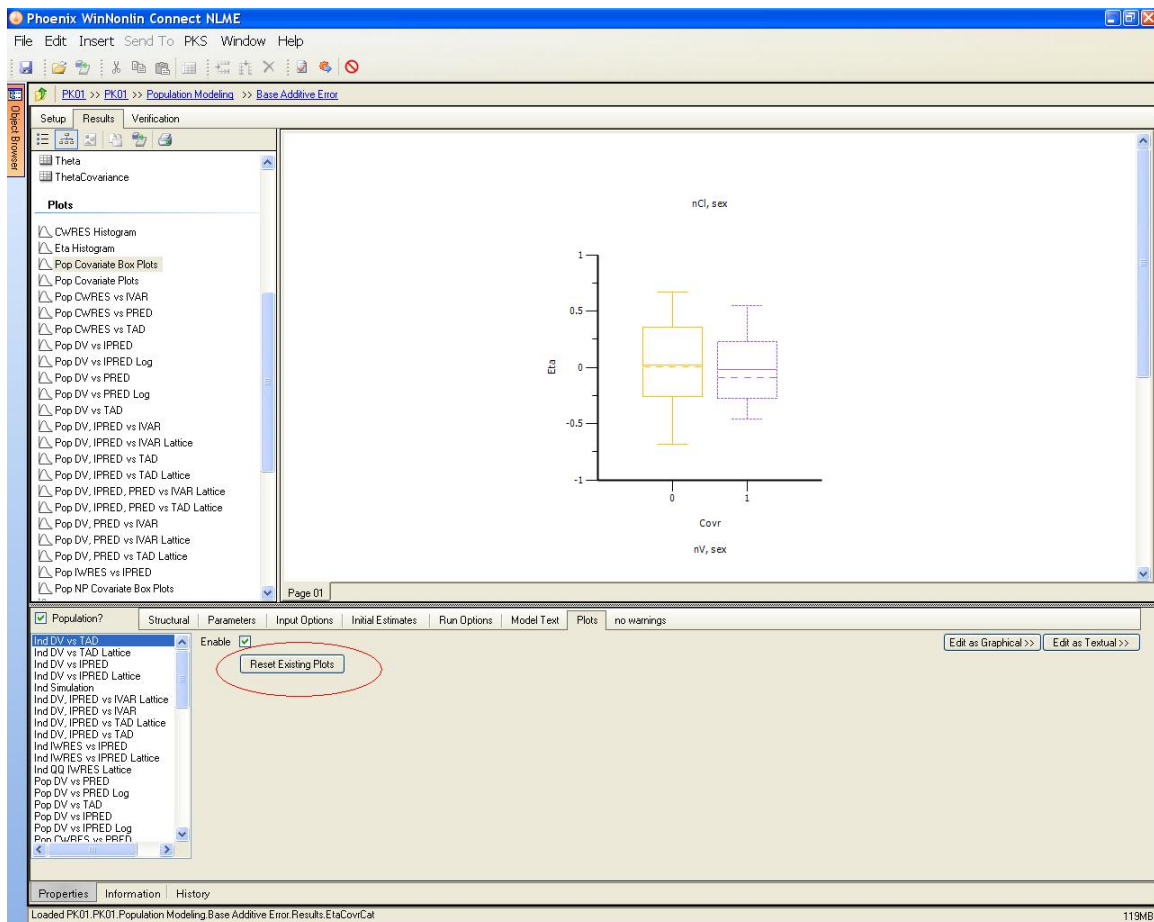 Phoenix WinNonlin Connect NLME
File Edit Insert Send To PKS Window Help
PK01 >> PK01 >> Population Modeling >> Base Additive Error
Object Browser
Setup Results Verification
Theta
ThetaCovariance
Plots
CWRES Histogram
Eta Histogram
Pop Covariate Box Plots
Pop Covariate Plots
Pop CWRES vs IVAR
Pop CWRES vs PRED
Pop CWRES vs TAD
Pop DV vs IPRED
Pop DV vs IPRED Log
Pop DV vs PRED
Pop DV vs PRED Log
Pop DV vs TAD
Pop DV, IPRED vs IVAR
Pop DV, IPRED vs IVAR Lattice
Pop DV, IPRED vs TAD
Pop DV, IPRED vs TAD Lattice
Pop DV, IPRED, PRED vs IVAR Lattice
Pop DV, IPRED, PRED vs TAD Lattice
Pop DV, PRED vs IVAR
Pop DV, PRED vs IVAR Lattice
Pop DV, PRED vs TAD Lattice
Pop IWRES vs IPRED
Pop NP Covariate Box Plots
nCl, sex
1
0.5
0
-0.5
-1
Eta
0 1
Covr
nV, sex
Page 01
Population? Structural Parameters Input Options Initial Estimates Run Options Model Text Plots no warnings
Ind DV vs TAD
Ind DV vs TAD Lattice
Ind DV vs IPRED
Ind DV vs IPRED Lattice
Ind Simulation
Ind DV, IPRED vs IVAR Lattice
Ind DV, IPRED vs IVAR
Ind DV, IPRED vs TAD Lattice
Ind DV, IPRED vs TAD
Ind IWRES vs IPRED
Ind IWRES vs IPRED Lattice
Ind QQ IWRES Lattice
Pop DV vs PRED
Pop DV vs PRED Log
Pop DV vs TAD
Pop DV vs IPRED
Pop DV vs IPRED Log
Pop CWRES vs PRED
Enable
Reset Existing Plots
Edit as Graphical >> Edit as Textual >>
Properties Information History
Loaded PK01.PK01.Population Modeling.Base Additive Error.Results.EtaCovrCat 119MB